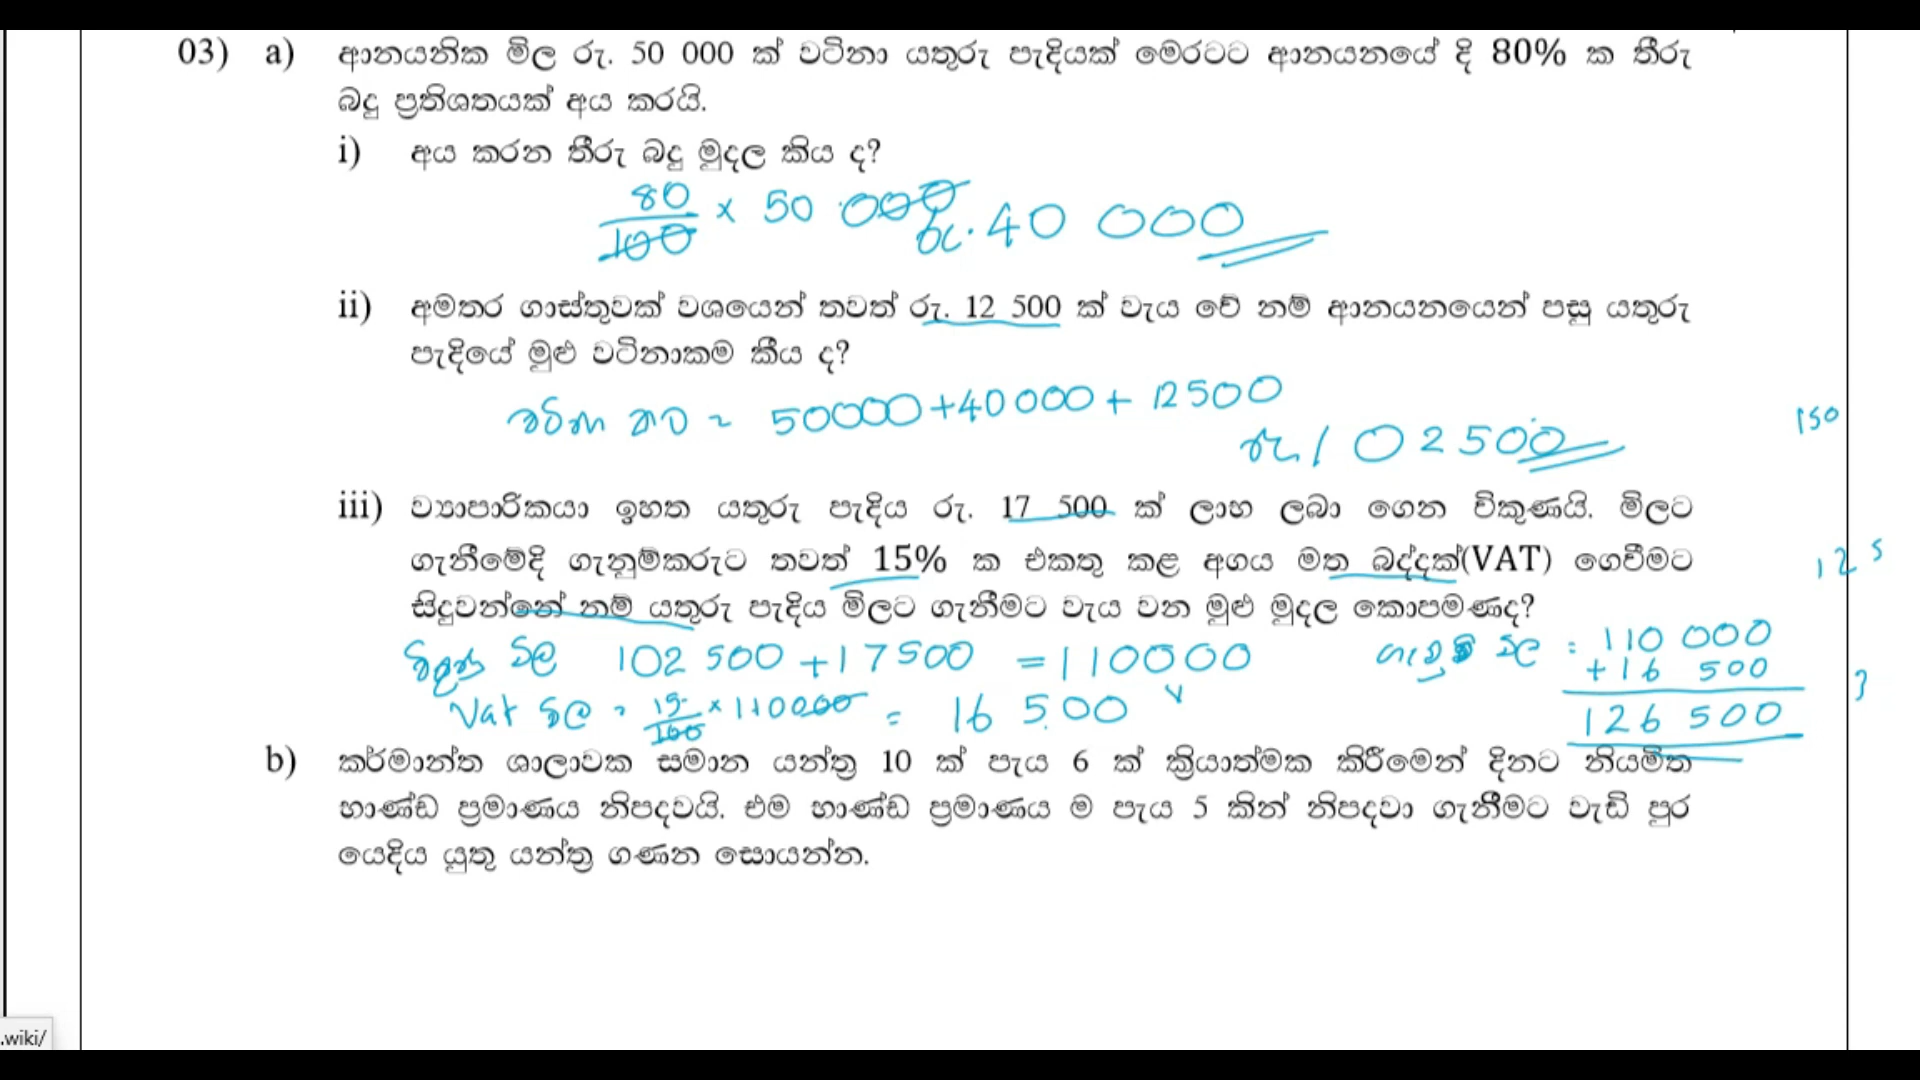 03) a) ආනයනික මිල රු. 50 000 ක් වටිනා යතුරු පැදියක් මෙරටට ආනයනයේ දි 80% ක තීරු
බදු ප්‍රතිශතයක් අය කරයි.
i) අය කරන තීරු බදු මුදල කිය ද?
80/100 × 50 000 රු. 40 000
ii) අමතර ගාස්තුවක් වශයෙන් තවත් රු. 12 500 ක් වැය වේ නම් ආනයනයෙන් පසු යතුරු
පැදියේ මුළු වටිනාකම කීය ද?
= 50000+40000+ 12500
150
රු. 102500
iii) ව්‍යාපාරිකයා ඉහත යතුරු පැදිය රු. 17 500 ක් ලාභ ලබා ගෙන විකුණයි. මිලට
ගැනීමේදි ගැනුම්කරුට තවත් 15% ක එකතු කළ අගය මත බද්දක්(VAT) ගෙවීමට
125
සිදුවන්නේ නම් යතුරු පැදිය මිලට ගැනීමට වැය වන මුළු මුදල කොපමණද?
මිල 102 500 +17500 =110000
මිල = 110 000
+16 500
Vat මිල = 15/100 × 110000 = 16 500
126 500
b) කර්මාන්ත ශාලාවක සමාන යන්ත්‍ර 10 ක් පැය 6 ක් ක්‍රියාත්මක කිරීමෙන් දිනට නියමිත
භාණ්ඩ ප්‍රමාණය නිපදවයි. එම භාණ්ඩ ප්‍රමාණය ම පැය 5 කින් නිපදවා ගැනීමට වැඩි පුර
යෙදිය යුතු යන්ත්‍ර ගණන සොයන්න.
.wiki/